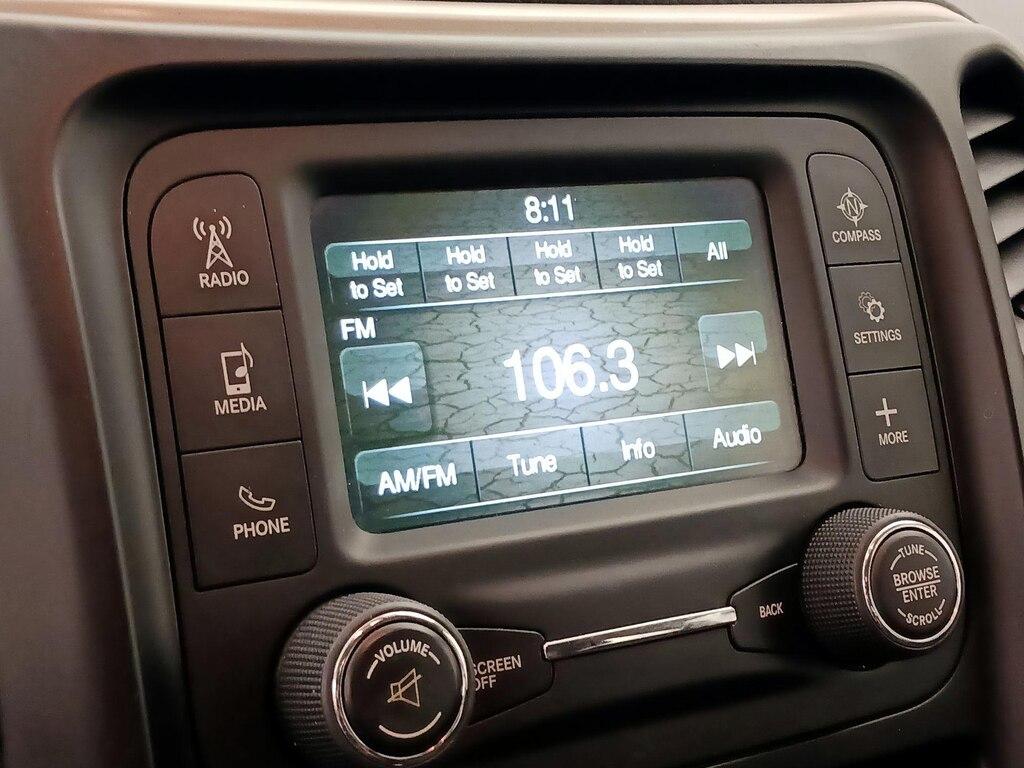 8:11
Hold to Set
Hold to Set
Hold to Set
Hold to Set
All
FM
106.3
AM/FM
Tune
Info
Audio
RADIO
MEDIA
PHONE
N
COMPASS
SETTINGS
MORE
VOLUME
SCREEN
OFF
BACK
TUNE
BROWSE
ENTER
SCROLL